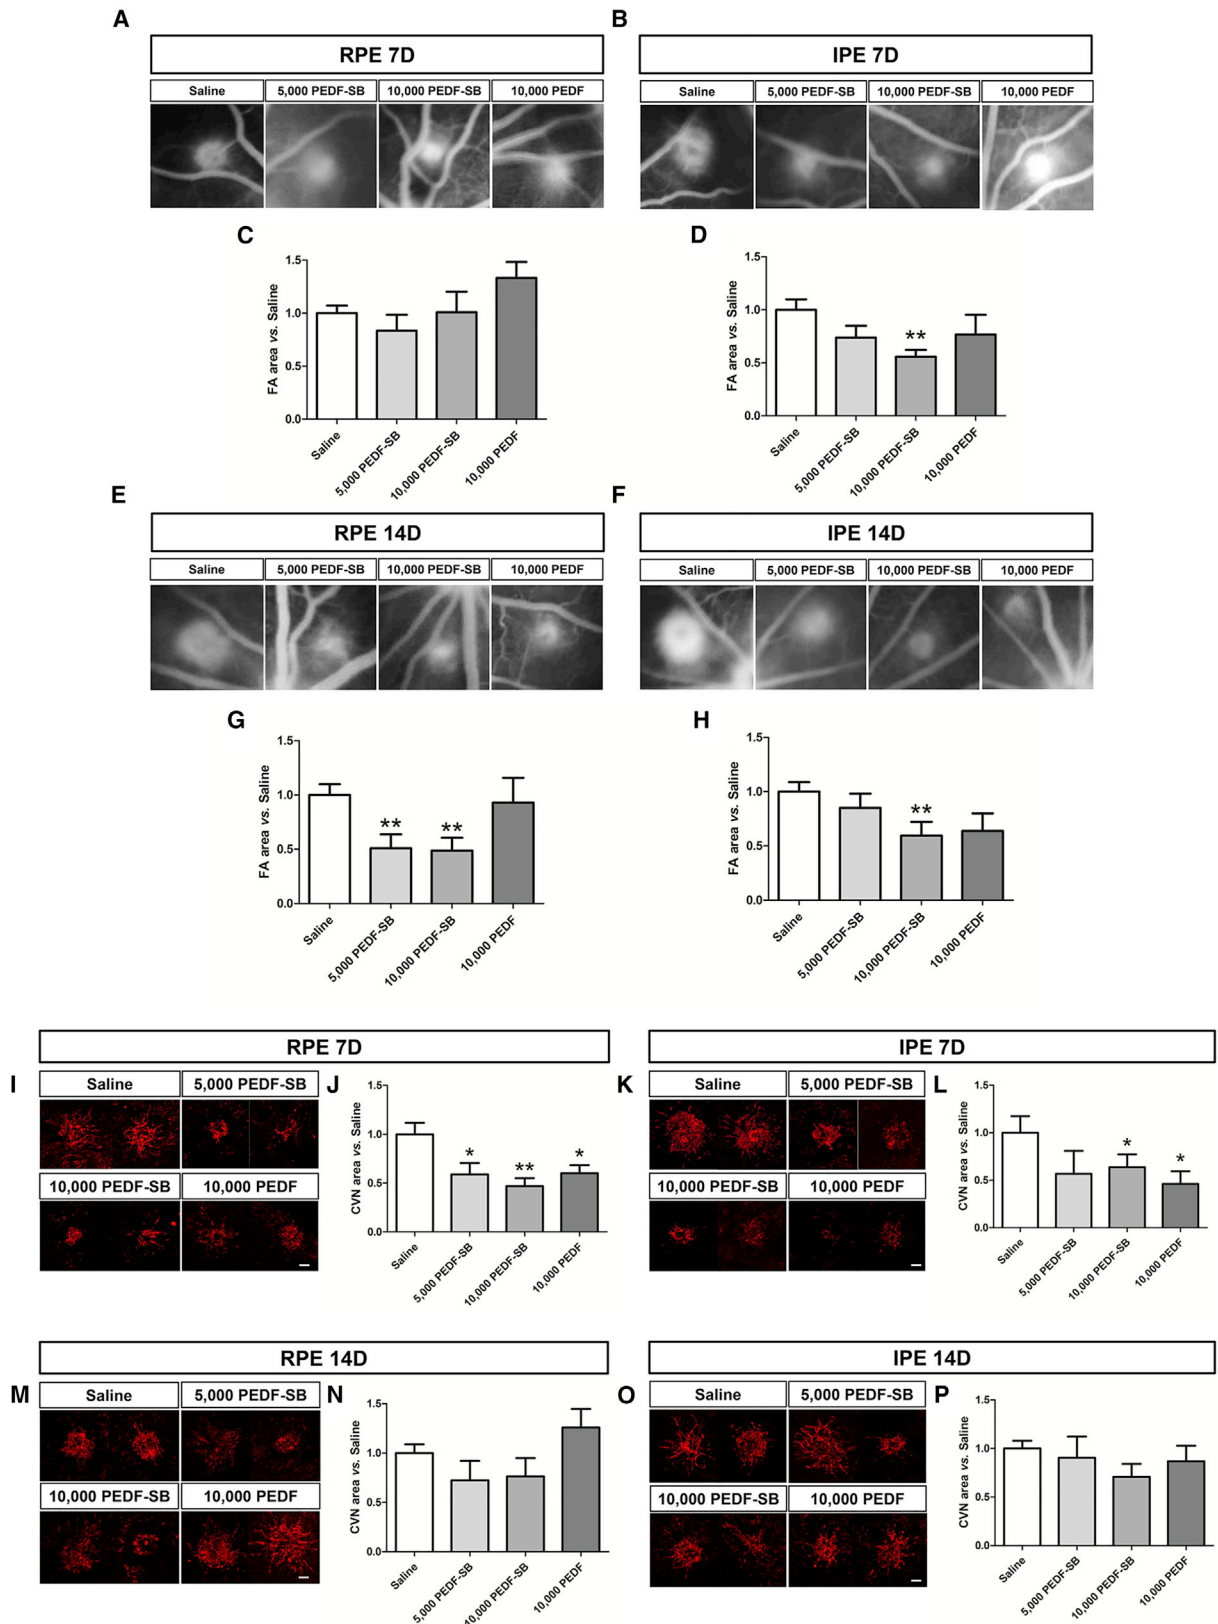 A
B
RPE 7D
IPE 7D
Saline
5,000 PEDF-SB
10,000 PEDF-SB
10,000 PEDF
Saline
5,000 PEDF-SB
10,000 PEDF-SB
10,000 PEDF
C
FA area vs. Saline
1.5
1.0
0.5
0.0
Saline
5,000 PEDF-SB
10,000 PEDF-SB
10,000 PEDF
D
FA area vs. Saline
1.5
1.0
0.5
0.0
**
Saline
5,000 PEDF-SB
10,000 PEDF-SB
10,000 PEDF
E
F
RPE 14D
IPE 14D
Saline
5,000 PEDF-SB
10,000 PEDF-SB
10,000 PEDF
Saline
5,000 PEDF-SB
10,000 PEDF-SB
10,000 PEDF
G
FA area vs. Saline
1.5
1.0
0.5
0.0
**
**
Saline
5,000 PEDF-SB
10,000 PEDF-SB
10,000 PEDF
H
FA area vs. Saline
1.5
1.0
0.5
0.0
**
Saline
5,000 PEDF-SB
10,000 PEDF-SB
10,000 PEDF
RPE 7D
IPE 7D
I
Saline
5,000 PEDF-SB
10,000 PEDF-SB
10,000 PEDF
J
CVN area vs. Saline
1.5
1.0
0.5
0.0
*
**
*
Saline
5,000 PEDF-SB
10,000 PEDF-SB
10,000 PEDF
K
Saline
5,000 PEDF-SB
10,000 PEDF-SB
10,000 PEDF
L
CVN area vs. Saline
1.5
1.0
0.5
0.0
*
*
Saline
5,000 PEDF-SB
10,000 PEDF-SB
10,000 PEDF
RPE 14D
IPE 14D
M
Saline
5,000 PEDF-SB
10,000 PEDF-SB
10,000 PEDF
N
CVN area vs. Saline
1.5
1.0
0.5
0.0
Saline
5,000 PEDF-SB
10,000 PEDF-SB
10,000 PEDF
O
Saline
5,000 PEDF-SB
10,000 PEDF-SB
10,000 PEDF
P
CVN area vs. Saline
1.5
1.0
0.5
0.0
Saline
5,000 PEDF-SB
10,000 PEDF-SB
10,000 PEDF